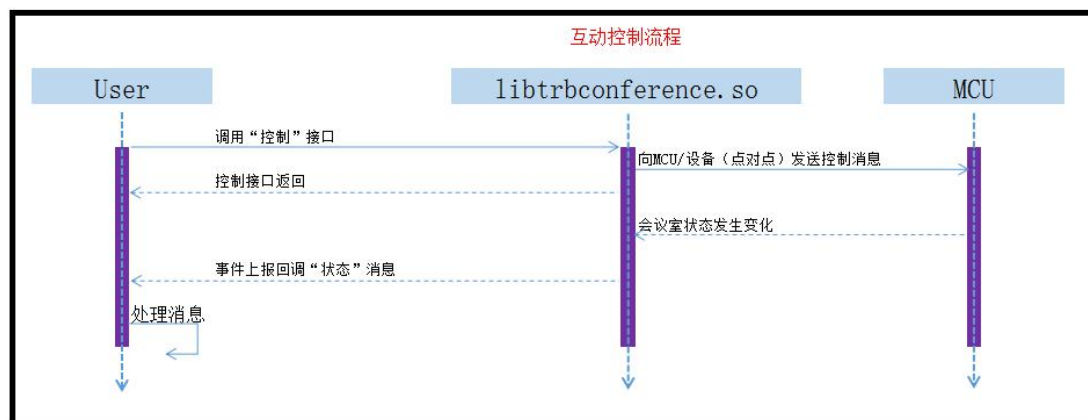 互动控制流程
User
libtrbconference.so
MCU
调用“控制”接口
向MCU/设备（点对点）发送控制消息
控制接口返回
会议室状态发生变化
事件上报回调“状态”消息
处理消息